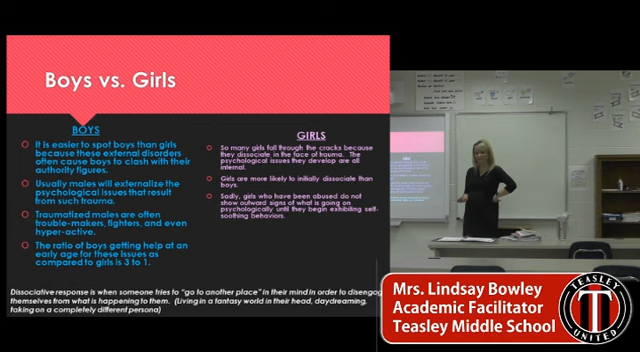 Boys vs. Girls
BOYS
It is easier to spot boys than girls
because these external disorders
often cause boys to clash with their
authority figures.
Usually males will externalize the
psychological issues that result
from such trauma.
Traumatized males are often
trouble-makers, fighters, and even
hyper-active.
The ratio of boys getting help at an
early age for these issues as
compared to girls is 3 to 1.
GIRLS
So many girls fall through the cracks because
they dissociate in the face of trauma. The
psychological issues they develop are all
internal.
Girls are more likely to initially dissociate than
boys.
Sadly, girls who have been abused do not
show outward signs of what is going on
psychologically until they begin exhibiting self-
soothing behaviors.
Dissociative response is when someone tries to "go to another place" in their mind in order to disengag
themselves from what is happening to them. (Living in a fantasy world in their head, daydreaming,
taking on a completely different persona)
Mrs. Lindsay Bowley
Academic Facilitator
Teasley Middle School
TEASLEY
T
UNITED